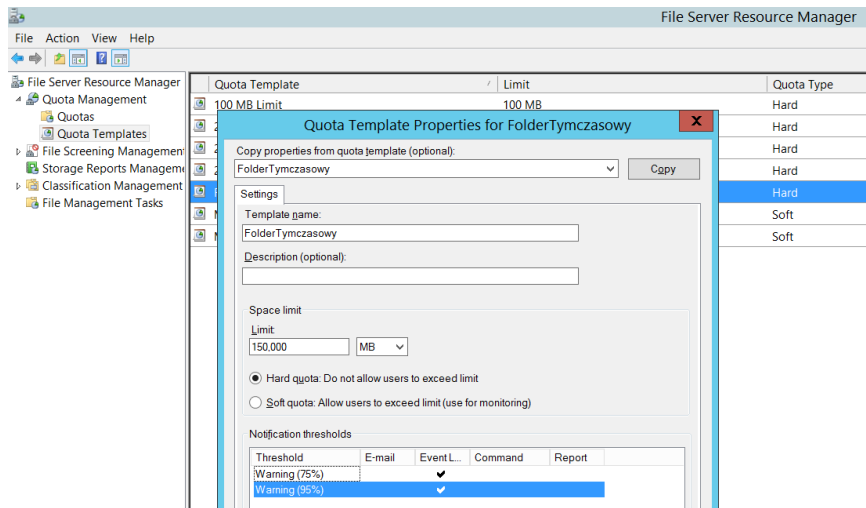 File Server Resource Manager
File Action View Help
File Server Resource Manager
Quota Management
Quotas
Quota Templates
File Screening Managemen
Storage Reports Manageme
Classification Management
File Management Tasks
Quota Template Limit Quota Type
100 MB Limit 100 MB Hard
2 Hard
2 Hard
2 Hard
Hard
Soft
Soft
Quota Template Properties for FolderTymczasowy
Copy properties from quota template (optional):
FolderTymczasowy Copy
Settings
Template name:
FolderTymczasowy
Description (optional):
Space limit
Limit:
150,000 MB
Hard quota: Do not allow users to exceed limit
Soft quota: Allow users to exceed limit (use for monitoring)
Notification thresholds
Threshold E-mail Event L... Command Report
Warning (75%)
Warning (95%)